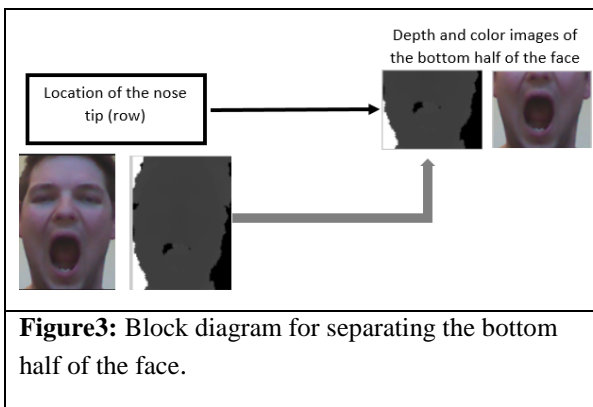 Depth and color images of
the bottom half of the face
Location of the nose
tip (row)
Figure3: Block diagram for separating the bottom
half of the face.